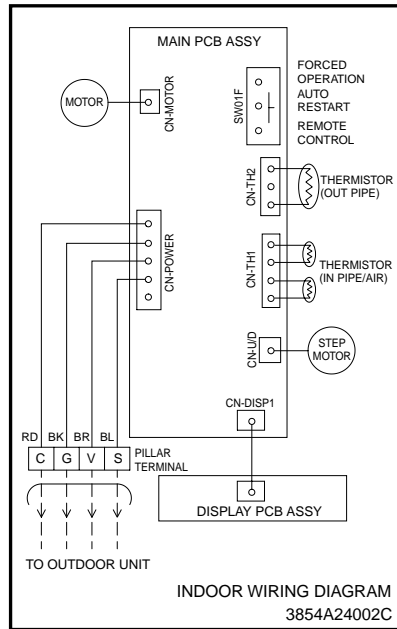 MAIN PCB ASSY
MOTOR
CN-MOTOR
SW01F
FORCED
OPERATION
AUTO
RESTART
REMOTE
CONTROL
CN-TH2
THERMISTOR
(OUT PIPE)
CN-POWER
CN-TH1
THERMISTOR
(IN PIPE/AIR)
CN-U/D
STEP
MOTOR
CN-DISP1
RD BK BR BL
C G V S
PILLAR
TERMINAL
DISPLAY PCB ASSY
TO OUTDOOR UNIT
INDOOR WIRING DIAGRAM
3854A24002C